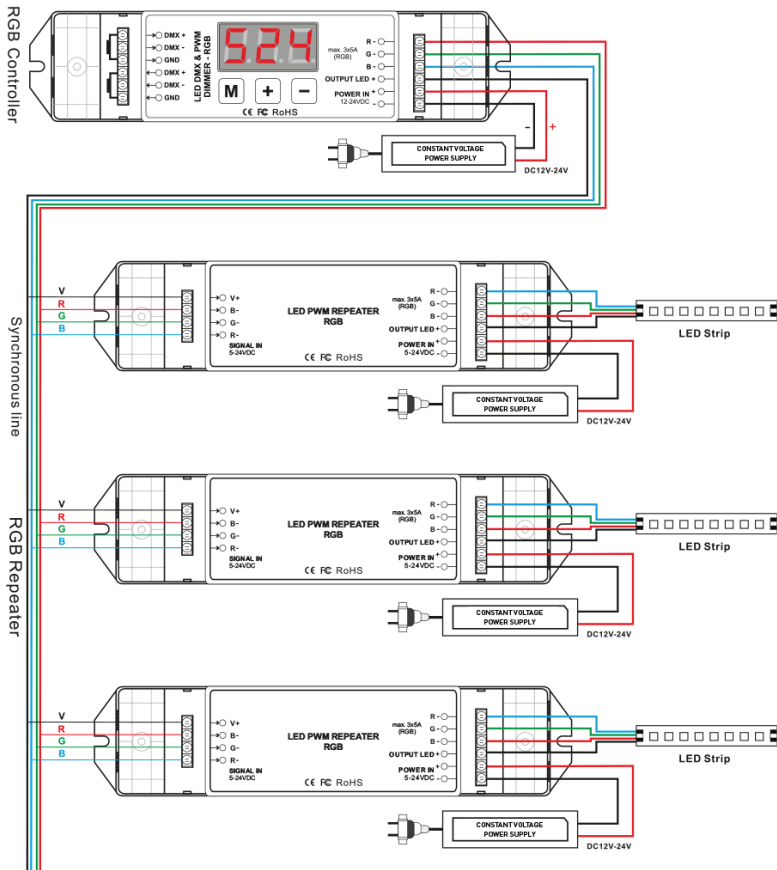 RGB Controller
DMX +
DMX -
GND
DMX +
DMX -
GND
LED DMX & PWM
DIMMER - RGB
524
M + −
CE FC RoHS
max. 3x5A
(RGB)
R -
G -
B -
OUTPUT LED +
POWER IN +
12-24VDC -
− +
CONSTANT VOLTAGE
POWER SUPPLY
DC12V-24V
Synchronous line
RGB Repeater
V
R
G
B
V+
B-
G-
R-
SIGNAL IN
5-24VDC
LED PWM REPEATER
RGB
CE FC RoHS
max. 3x5A
(RGB)
R -
G -
B -
OUTPUT LED+
POWER IN +
5-24VDC -
LED Strip
CONSTANT VOLTAGE
POWER SUPPLY
DC12V-24V
V
R
G
B
V+
B-
G-
R-
SIGNAL IN
5-24VDC
LED PWM REPEATER
RGB
CE FC RoHS
max. 3x5A
(RGB)
R -
G -
B -
OUTPUT LED+
POWER IN +
5-24VDC -
LED Strip
CONSTANT VOLTAGE
POWER SUPPLY
DC12V-24V
V
R
G
B
V+
B-
G-
R-
SIGNAL IN
5-24VDC
LED PWM REPEATER
RGB
CE FC RoHS
max. 3x5A
(RGB)
R -
G -
B -
OUTPUT LED+
POWER IN +
5-24VDC -
LED Strip
CONSTANT VOLTAGE
POWER SUPPLY
DC12V-24V